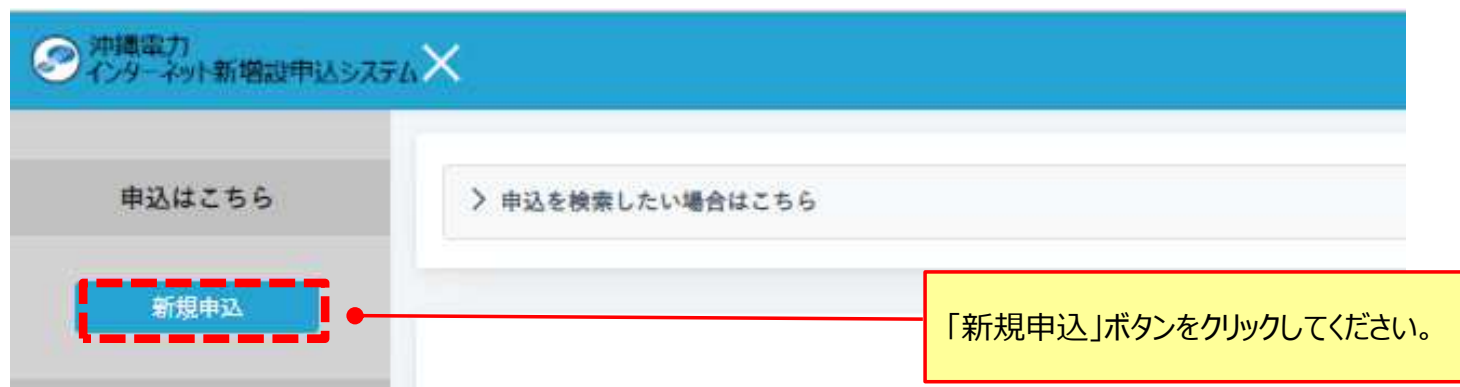 沖縄電力
インターネット新増設申込システム
申込はこちら
> 申込を検索したい場合はこちら
新規申込
「新規申込」ボタンをクリックしてください。